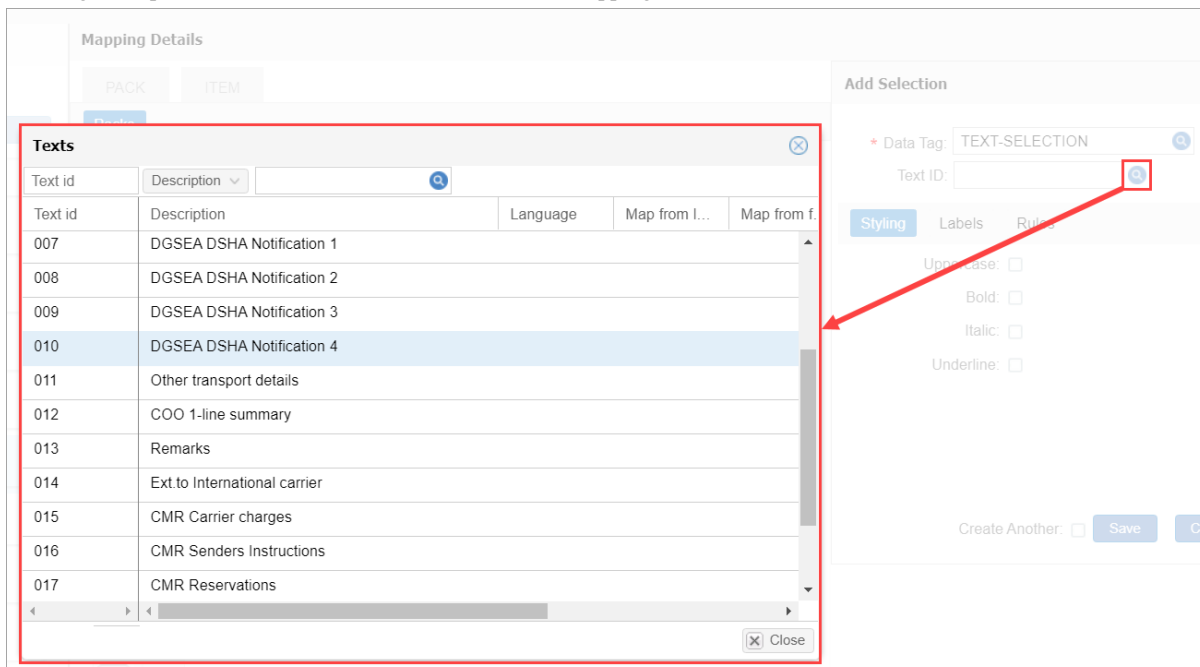 Mapping Details
PACK ITEM
Packs
Add Selection
* Data Tag: TEXT-SELECTION
Text ID:
Styling Labels Rules
Uppercase:
Bold:
Italic:
Underline:
Create Another: Save C
Texts
Text id Description
Text id Description Language Map from l... Map from f.
007 DGSEA DSHA Notification 1
008 DGSEA DSHA Notification 2
009 DGSEA DSHA Notification 3
010 DGSEA DSHA Notification 4
011 Other transport details
012 COO 1-line summary
013 Remarks
014 Ext.to International carrier
015 CMR Carrier charges
016 CMR Senders Instructions
017 CMR Reservations
Close